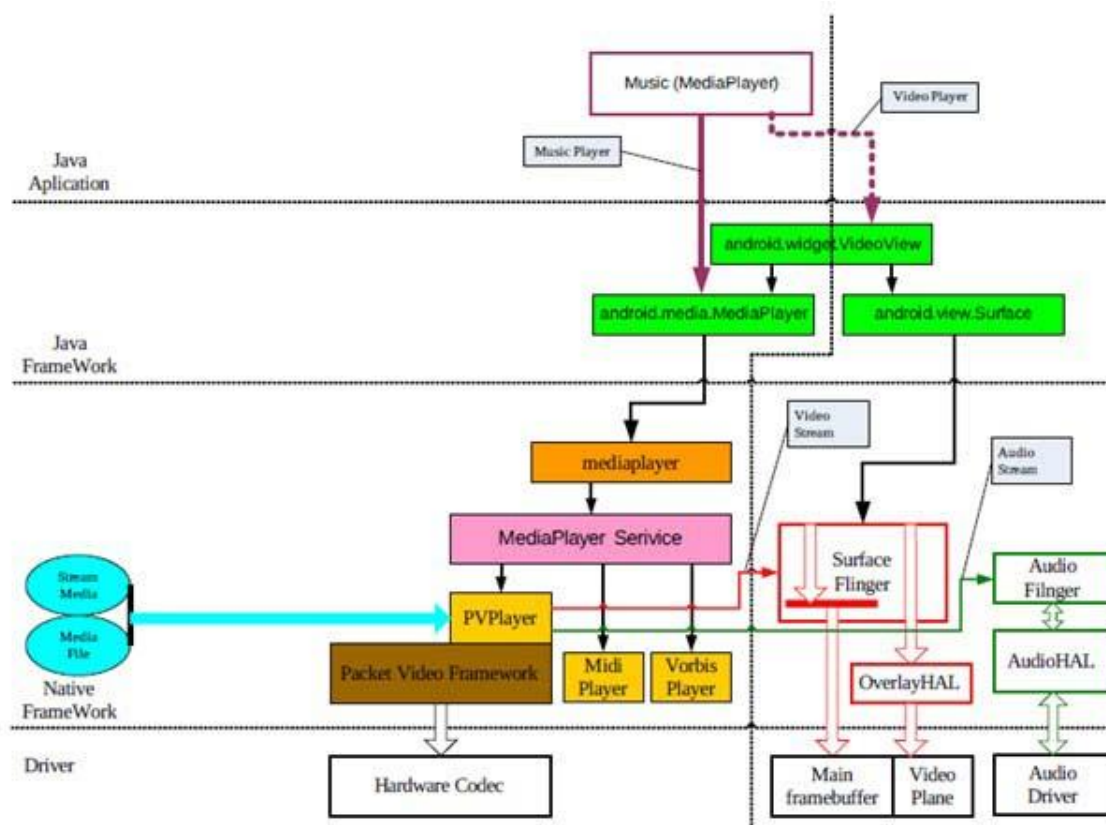 Music (MediaPlayer)
Video Player
Music Player
Java
Aplication
android.widget.VideoView
android.media.MediaPlayer
android.view.Surface
Java
FrameWork
Video
Stream
Audio
Stream
mediaplayer
MediaPlayer Serivice
Stream
Media
Media
File
PVPlayer
Surface
Flinger
Audio
Filnger
Packet Video Framework
Midi
Player
Vorbis
Player
OverlayHAL
AudioHAL
Native
FrameWork
Driver
Hardware Codec
Main
framebuffer
Video
Plane
Audio
Driver